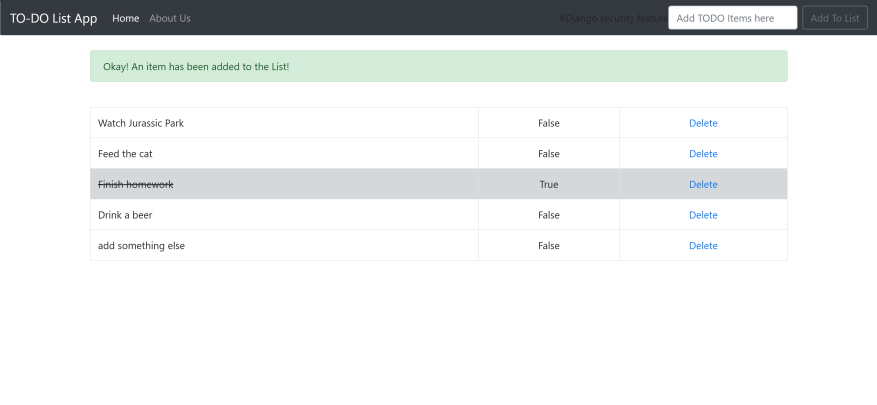 TO-DO List App Home About Us #Django security feature Add TODO Items here Add To List
Okay! An item has been added to the List!
Watch Jurassic Park False Delete
Feed the cat False Delete
Finish homework True Delete
Drink a beer False Delete
add something else False Delete